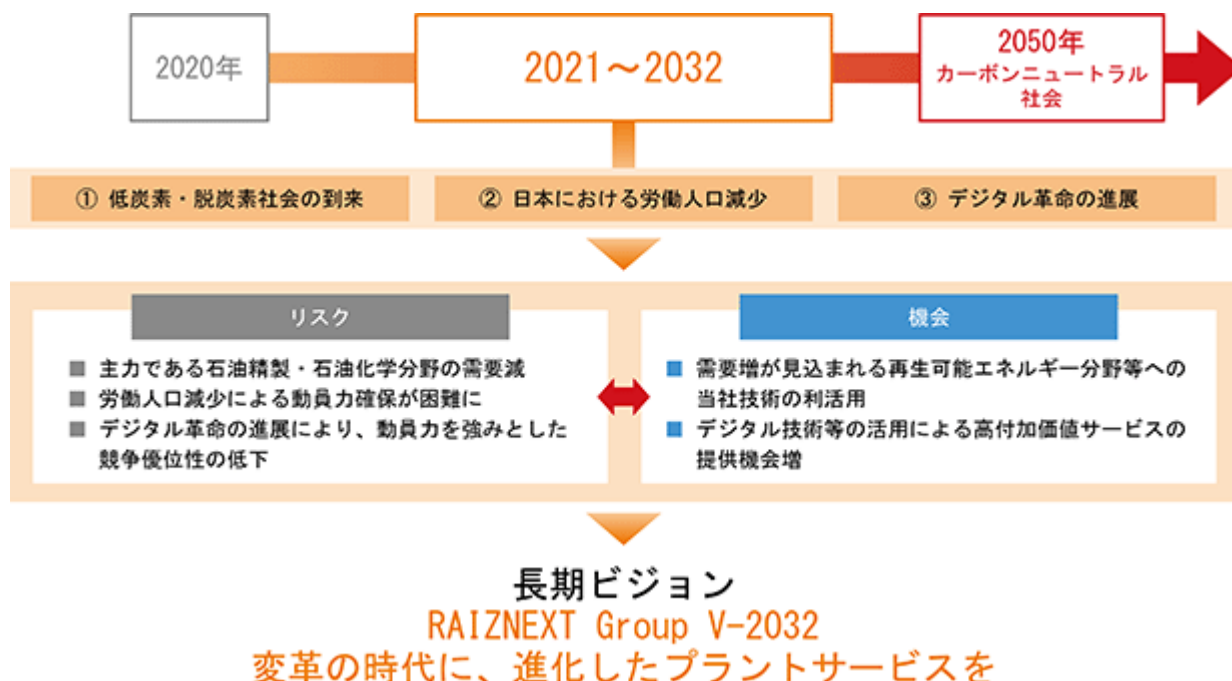 2020年
2021～2032
2050年
カーボンニュートラル
社会
① 低炭素・脱炭素社会の到来
② 日本における労働人口減少
③ デジタル革命の進展
リスク
■ 主力である石油精製・石油化学分野の需要減
■ 労働人口減少による動員力確保が困難に
■ デジタル革命の進展により、動員力を強みとした
競争優位性の低下
機会
■ 需要増が見込まれる再生可能エネルギー分野等への
当社技術の利活用
■ デジタル技術等の活用による高付加価値サービスの
提供機会増
長期ビジョン
RAIZNEXT Group V-2032
変革の時代に、進化したプラントサービスを